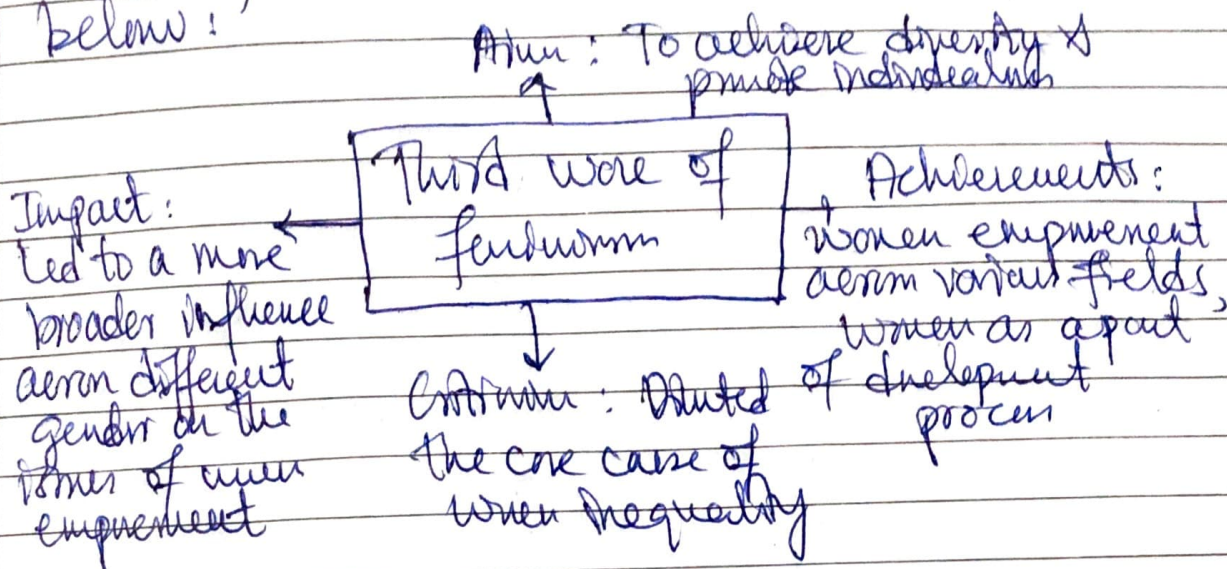 below :
Aim : To achieve diversity &
promote individualism
Third wave of
feminism
Impact :
Led to a more
broader influence
across different
gender on the
issues of women
empowerment
Achievements :
women empowerment
across various fields,
women as a part
of development
process
Criticism : Diluted
the core cause of
women inequality